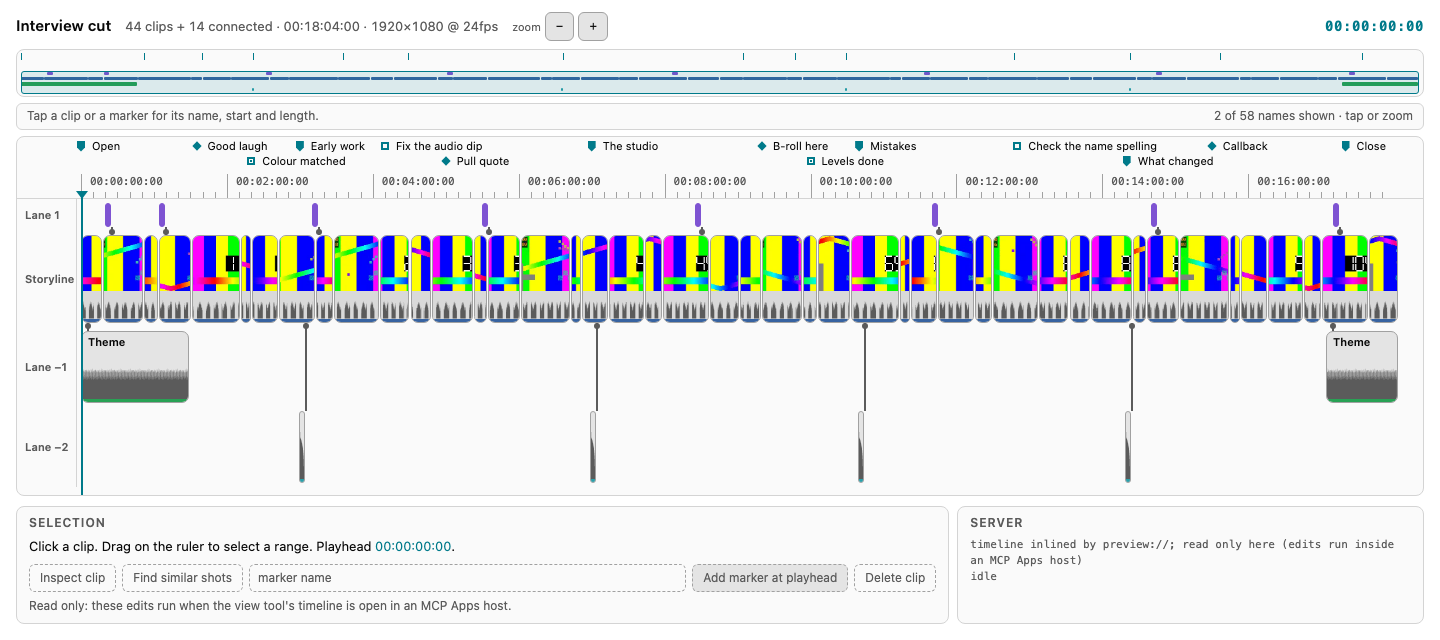 Interview cut 44 clips + 14 connected · 00:18:04:00 · 1920×1080 @ 24fps zoom − + 00:00:00:00
Tap a clip or a marker for its name, start and length. 2 of 58 names shown · tap or zoom
Open Good laugh Early work Fix the audio dip The studio B-roll here Mistakes Check the name spelling Callback Close
Colour matched Pull quote Levels done What changed
00:00:00:00 00:02:00:00 00:04:00:00 00:06:00:00 00:08:00:00 00:10:00:00 00:12:00:00 00:14:00:00 00:16:00:00
Lane 1
Storyline
Theme Theme
Lane −1
Lane −2
SELECTION
Click a clip. Drag on the ruler to select a range. Playhead 00:00:00:00.
Inspect clip Find similar shots marker name Add marker at playhead Delete clip
Read only: these edits run when the view tool's timeline is open in an MCP Apps host.
SERVER
timeline inlined by preview://; read only here (edits run inside
an MCP Apps host)
idle